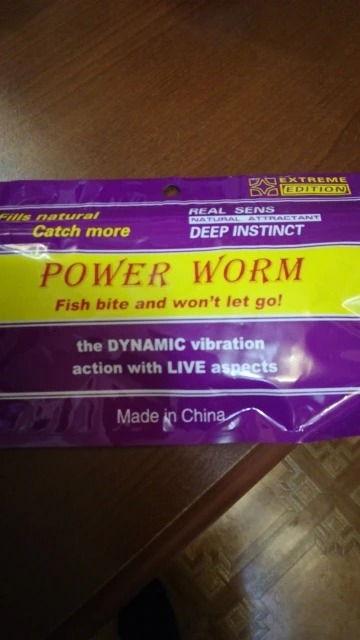 EXTREME
EDITION
Fills natural
Catch more
REAL SENS
NATURAL ATTRACTANT
DEEP INSTINCT
POWER WORM
Fish bite and won't let go!
the DYNAMIC vibration
action with LIVE aspects
Made in China